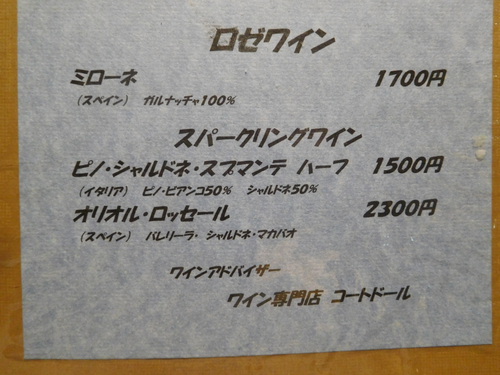 ロゼワイン
ミローネ 1700円
(スペイン) ガルナッチャ100%
スパークリングワイン
ピノ・シャルドネ・スプマンテ ハーフ 1500円
(イタリア) ピノ・ビアンコ50% シャルドネ50%
オリオル・ロッセール 2300円
(スペイン) パレリーラ・シャルドネ・マカバオ
ワインアドバイザー
ワイン専門店 コートドール